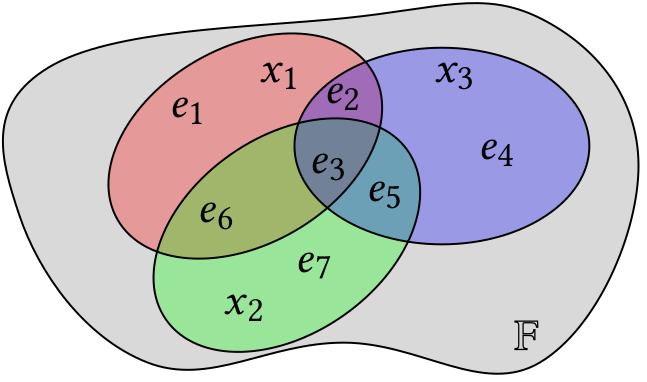 x₁
x₃
e₁
e₂
e₄
e₃
e₅
e₆
e₇
x₂
𝔽